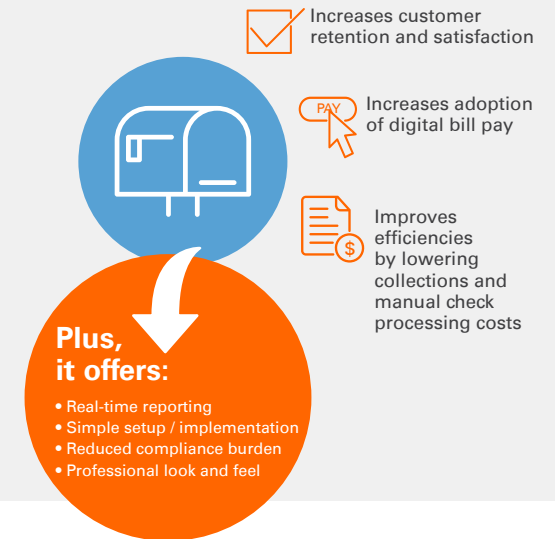 Increases customer
retention and satisfaction
PAY
Increases adoption
of digital bill pay
$
Improves
efficiencies
by lowering
collections and
manual check
processing costs
Plus,
it offers:
• Real-time reporting
• Simple setup / implementation
• Reduced compliance burden
• Professional look and feel